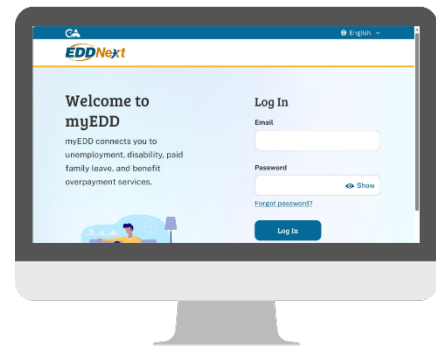 CA
English
EDDNext
Welcome to
myEDD
myEDD connects you to
unemployment, disability, paid
family leave, and benefit
overpayment services.
Log In
Email
Password
Show
Forgot password?
Log In